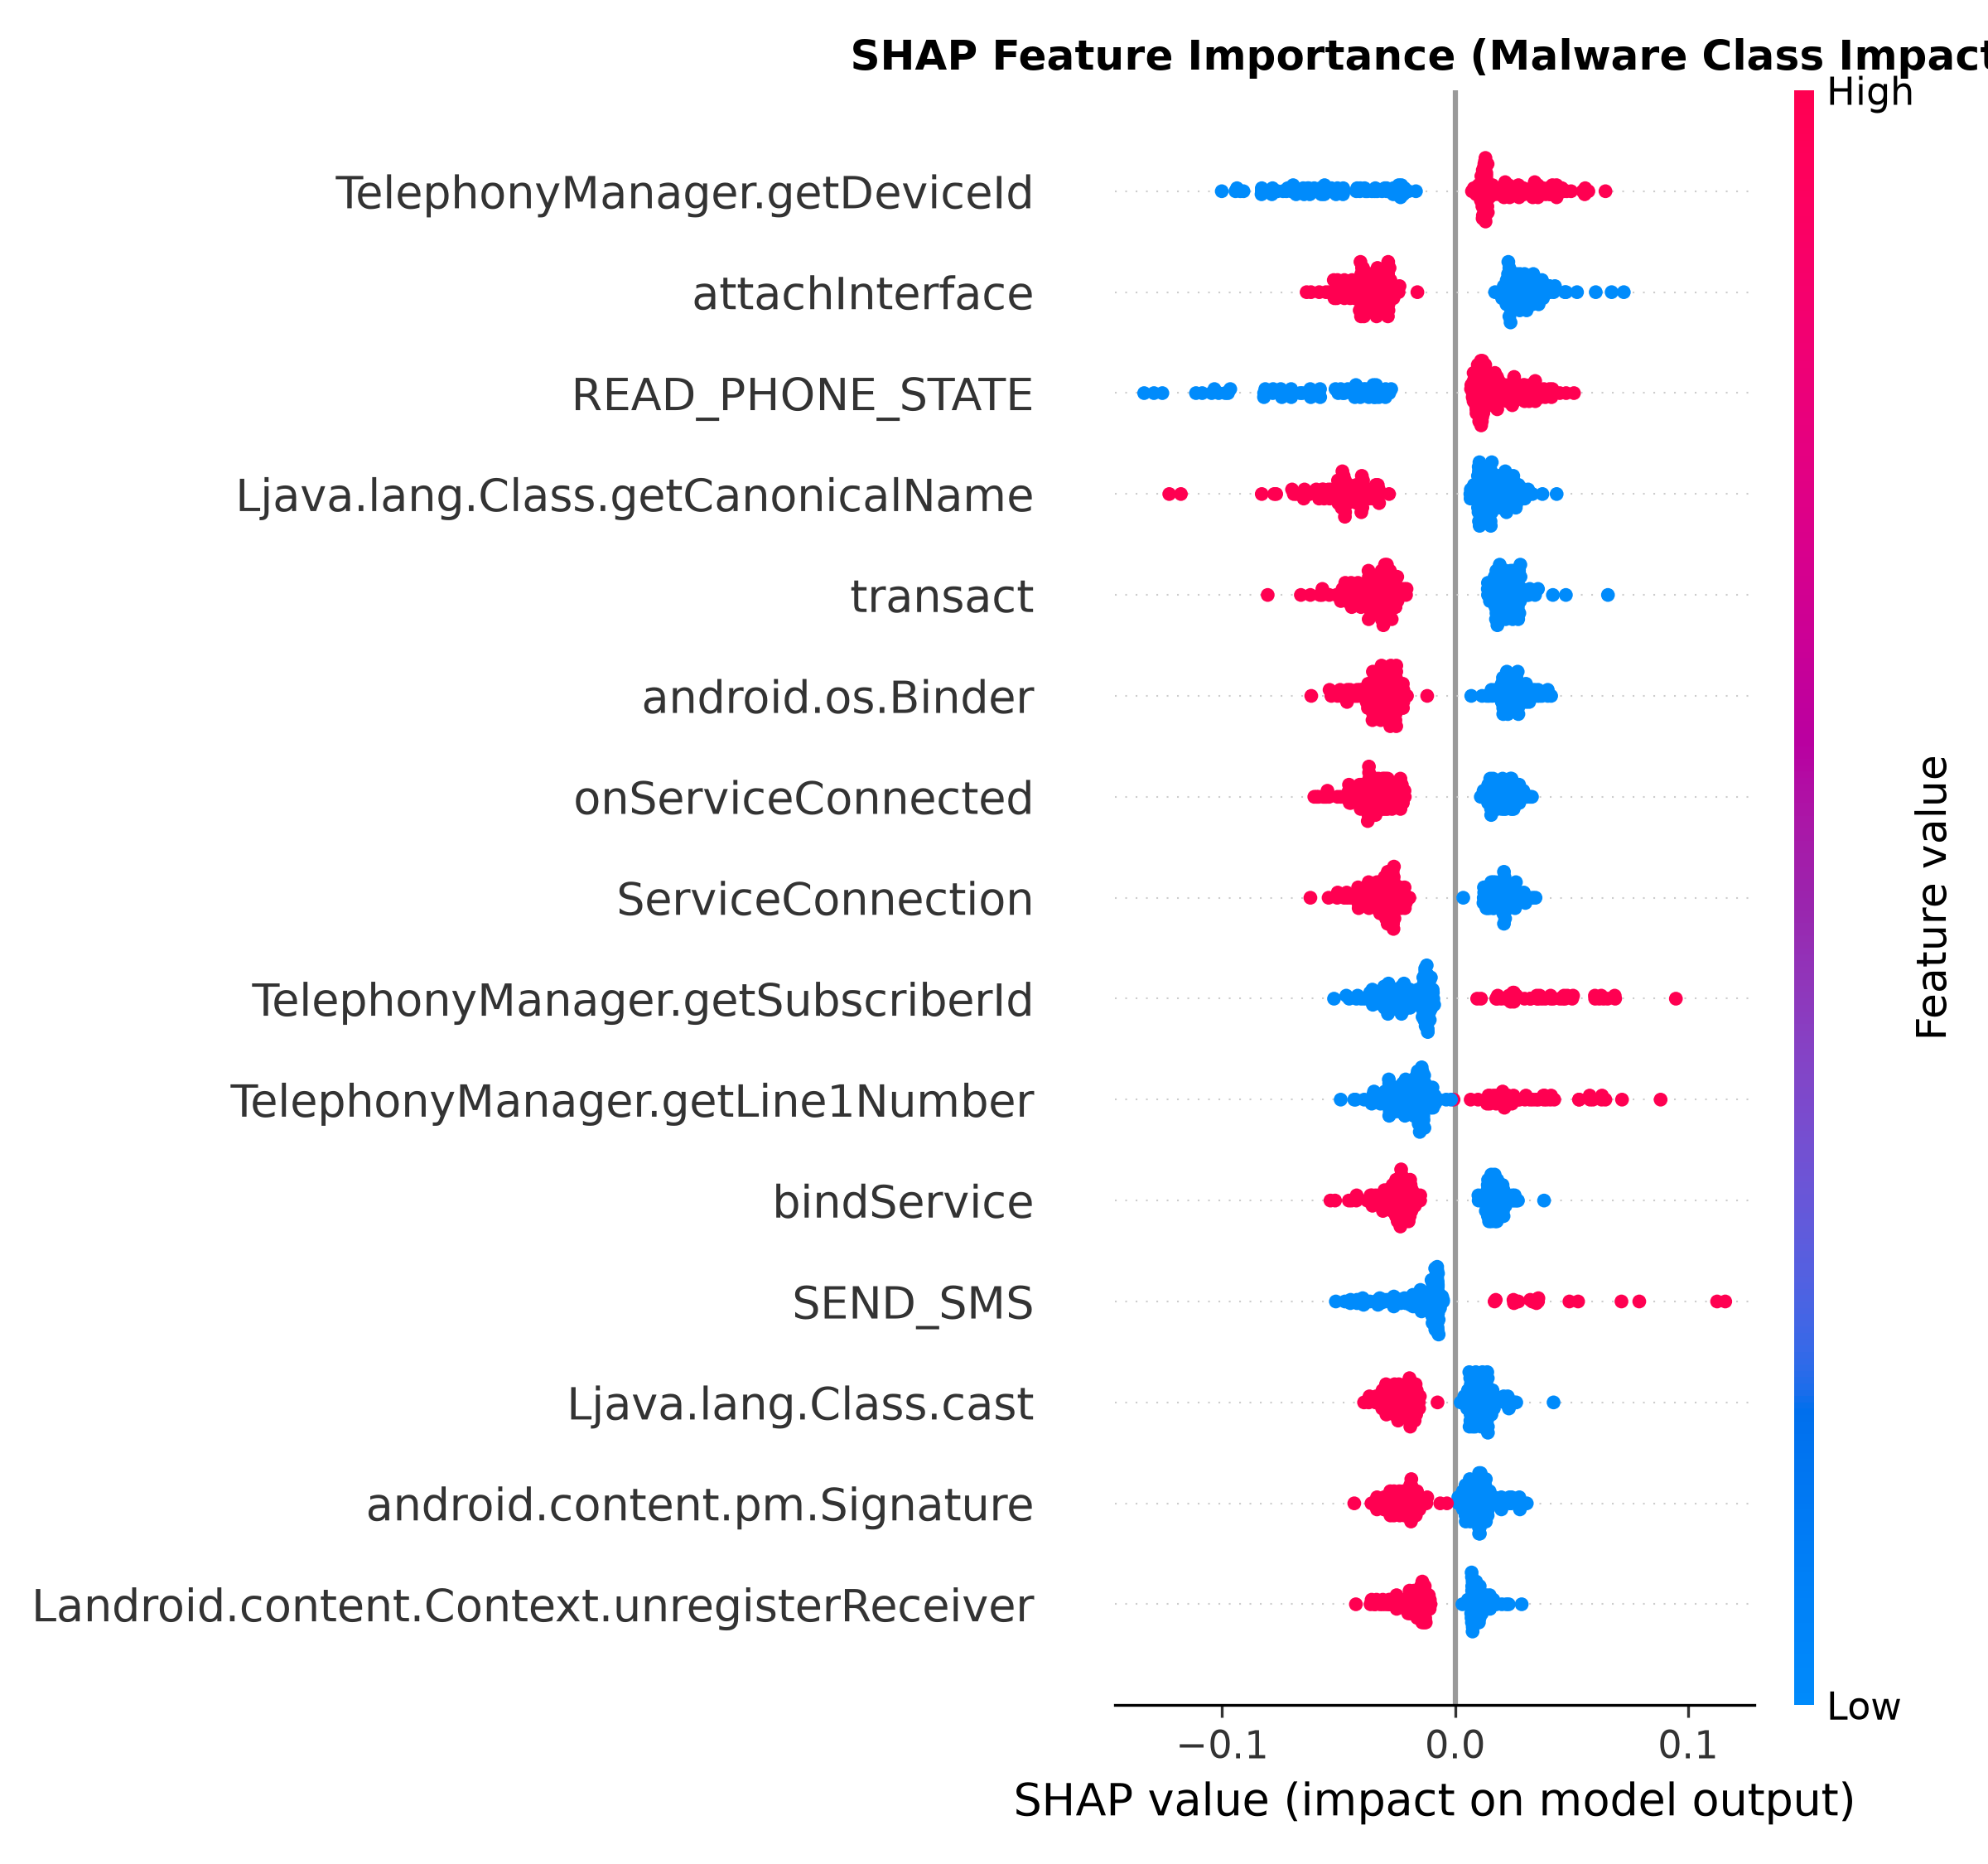 SHAP Feature Importance (Malware Class Impact
High
TelephonyManager.getDeviceId
attachInterface
READ_PHONE_STATE
Ljava.lang.Class.getCanonicalName
transact
android.os.Binder
onServiceConnected
ServiceConnection
TelephonyManager.getSubscriberId
TelephonyManager.getLine1Number
bindService
SEND_SMS
Ljava.lang.Class.cast
android.content.pm.Signature
Landroid.content.Context.unregisterReceiver
Feature value
Low
−0.1 0.0 0.1
SHAP value (impact on model output)